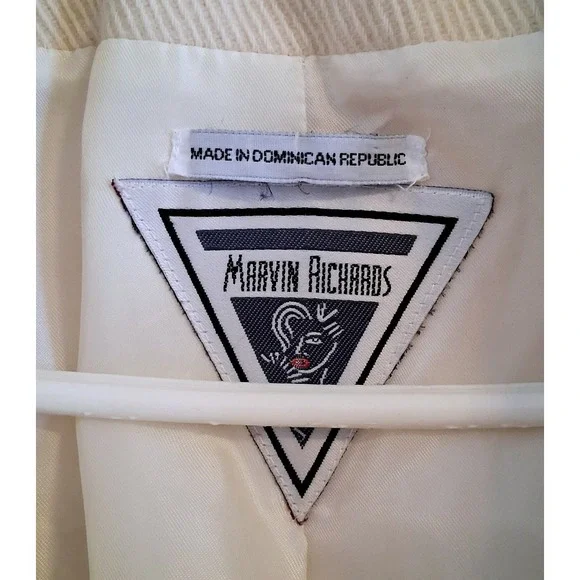 MADE IN DOMINICAN REPUBLIC
MARVIN RICHARDS